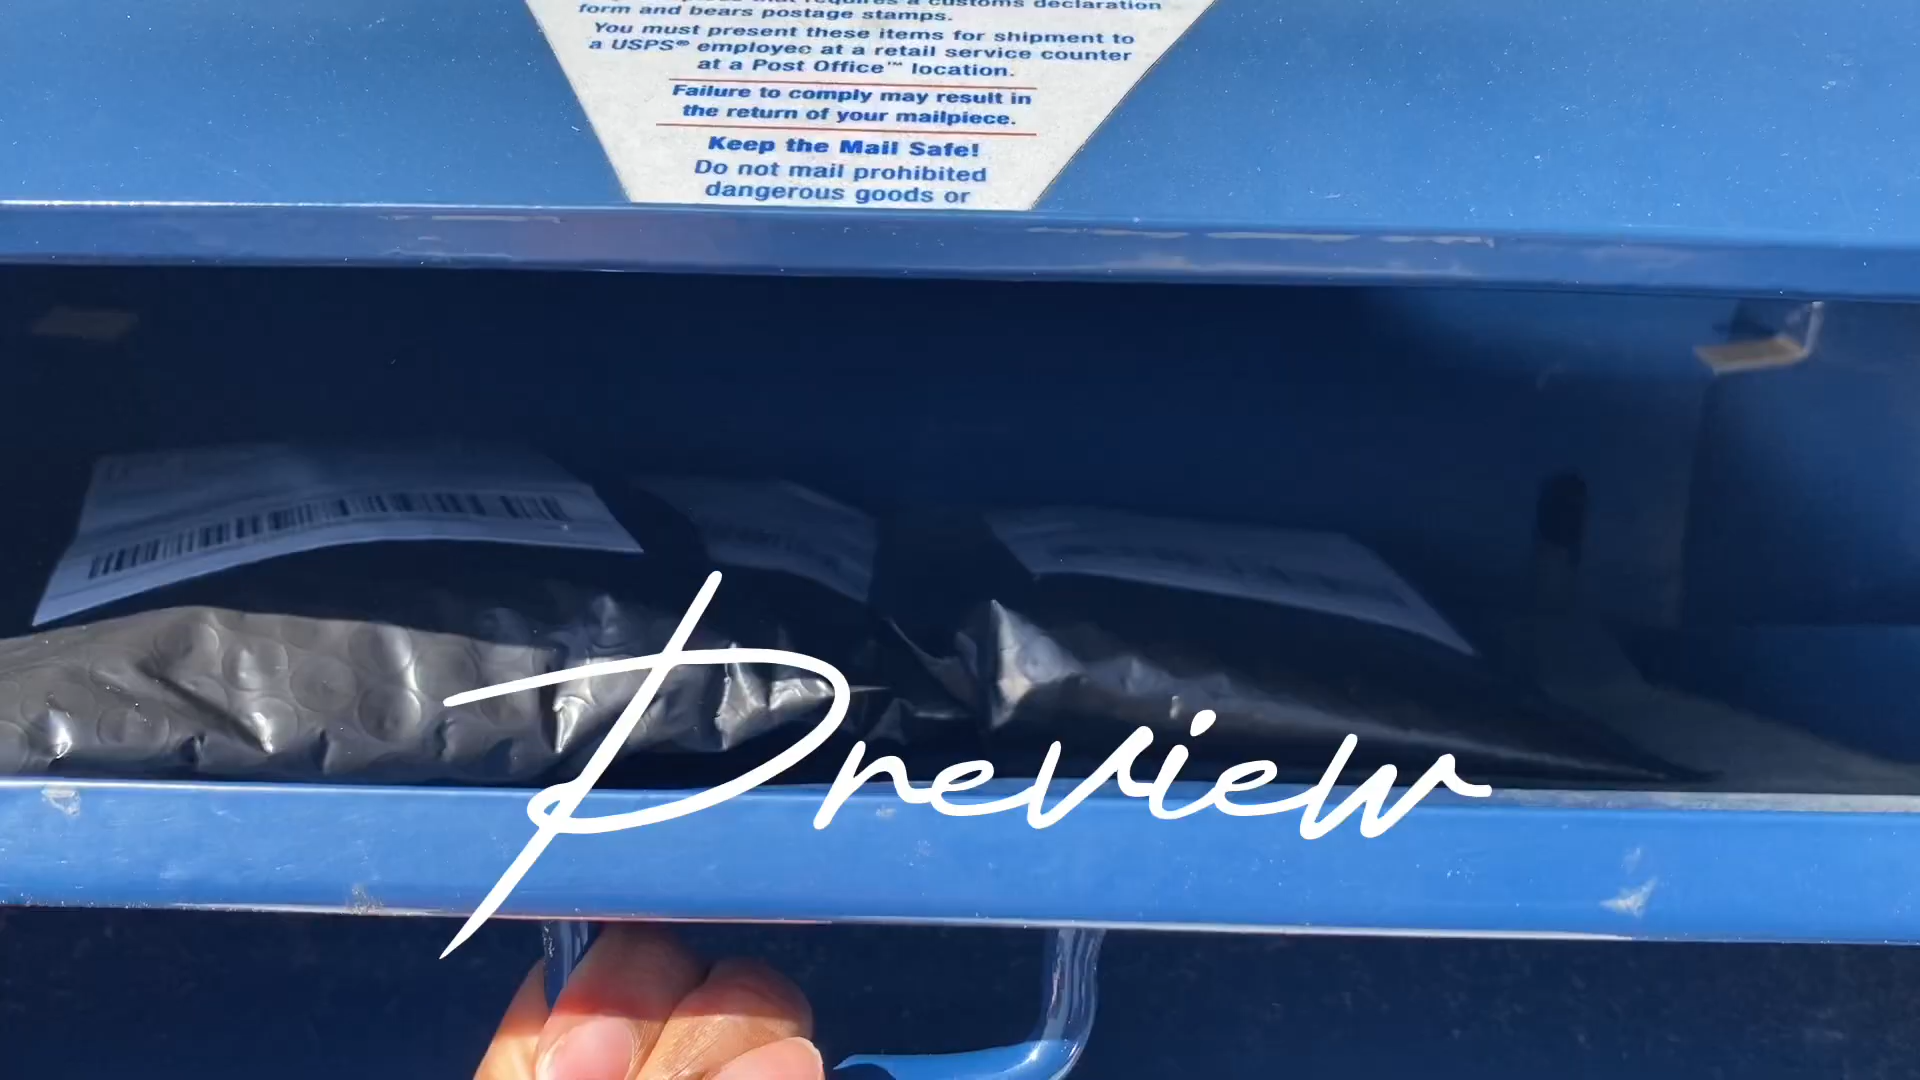 a customs declaration
form and bears postage stamps.
You must present these items for shipment to
a USPS® employee at a retail service counter
at a Post Office™ location.
Failure to comply may result in
the return of your mailpiece.
Keep the Mail Safe!
Do not mail prohibited
dangerous goods or
Preview